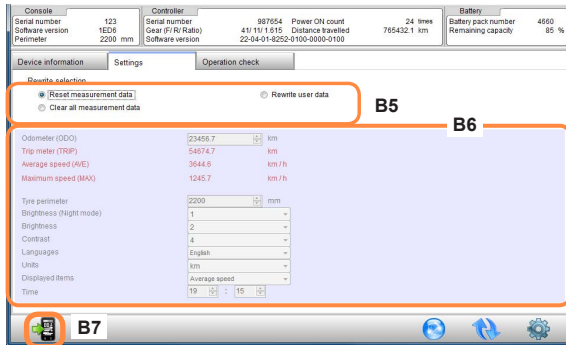 Console Controller Battery
Serial number 123 Serial number 987654 Power ON count 24 times Battery pack number 4660
Software version 1ED6 Gear (F/ R/ Ratio) 41/ 11/ 1.615 Distance travelled 765432.1 km Remaining capacity 85 %
Perimeter 2200 mm Software version 22-04-01-8252-0100-0000-0100
Device information Settings Operation check
Rewrite selection
Reset measurement data Rewrite user data
Clear all measurement data
B5
B6
Odometer (ODO) 23456.7 km
Trip meter (TRIP) 54674.7 km
Average speed (AVE) 3644.6 km / h
Maximum speed (MAX) 1245.7 km / h
Tyre perimeter 2200 mm
Brightness (Night mode) 1
Brightness 2
Contrast 4
Languages English
Units km
Displayed items Average speed
Time 19 : 15
B7